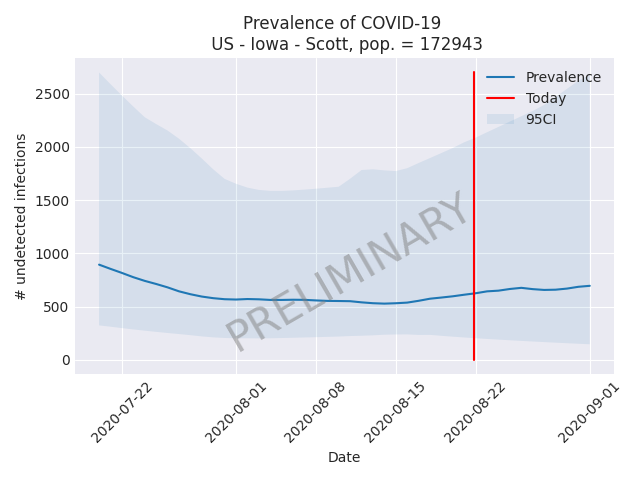 Prevalence of COVID-19
US - Iowa - Scott, pop. = 172943
Prevalence
Today
95CI
2500
2000
1500
1000
500
0
# undetected infections
PRELIMINARY
2020-07-22
2020-08-01
2020-08-08
2020-08-15
2020-08-22
2020-09-01
Date